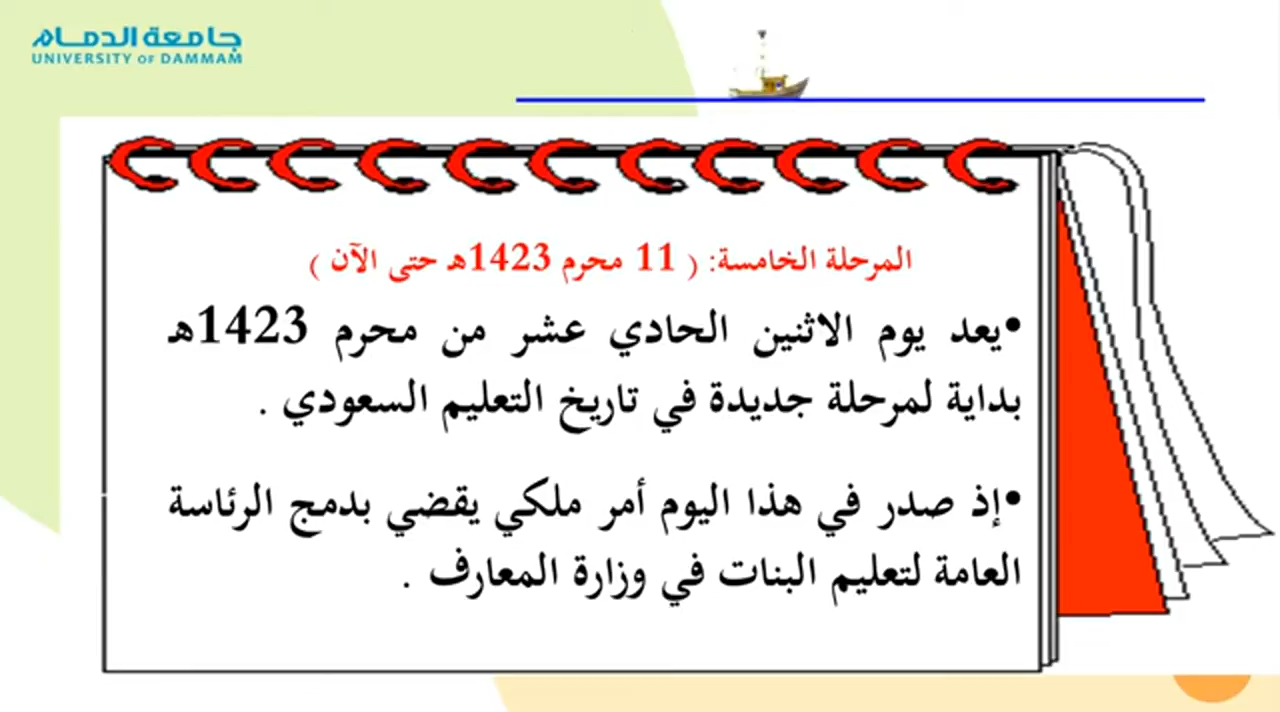 جامعة الدمام
UNIVERSITY OF DAMMAM
المرحلة الخامسة: ( 11 محرم 1423هـ حتى الآن )
•يعد يوم الاثنين الحادي عشر من محرم 1423هـ
بداية لمرحلة جديدة في تاريخ التعليم السعودي .
•إذ صدر في هذا اليوم أمر ملكي يقضي بدمج الرئاسة
العامة لتعليم البنات في وزارة المعارف .